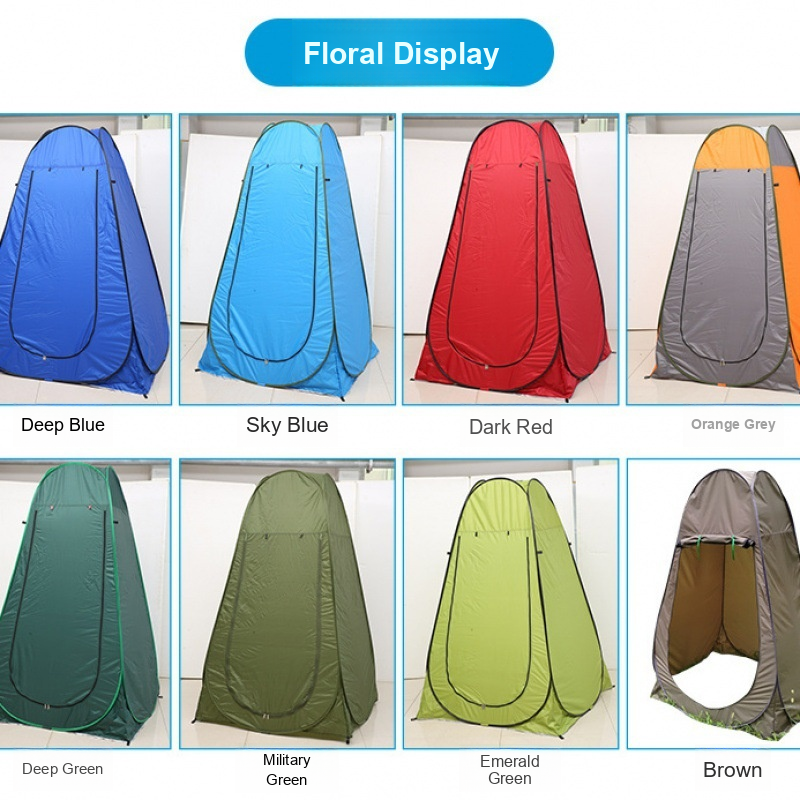 Floral Display
Deep Blue
Sky Blue
Dark Red
Orange Grey
Deep Green
Military
Green
Emerald
Green
Brown